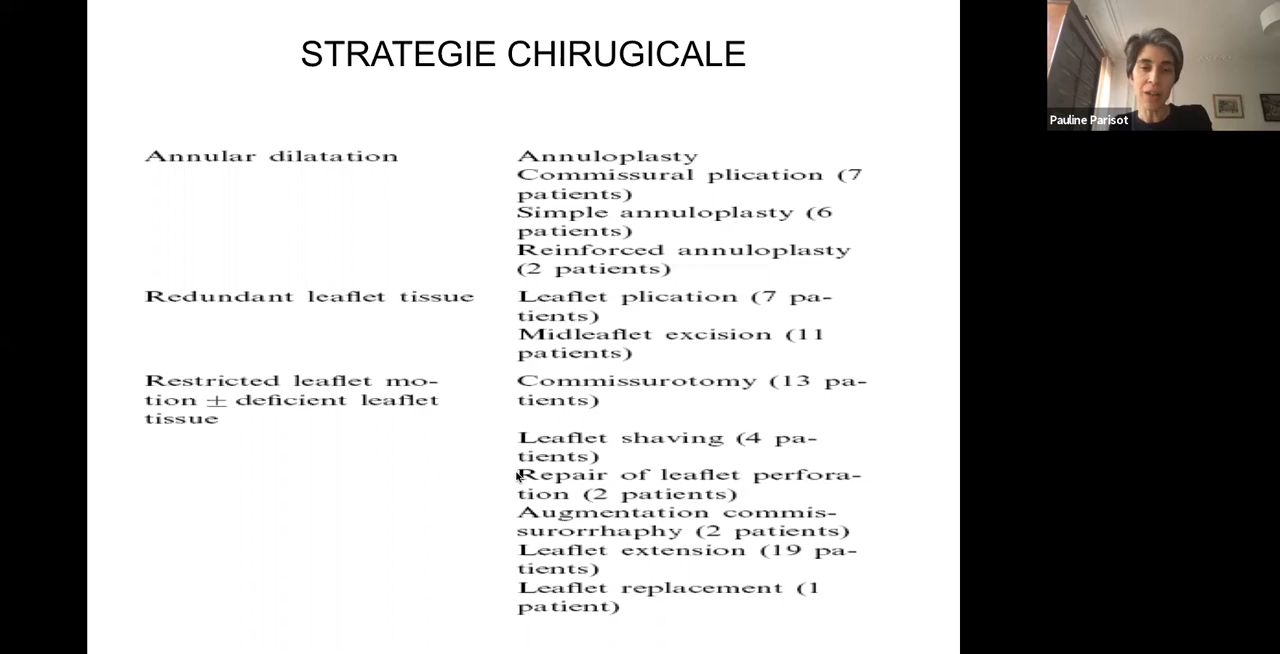 STRATEGIE CHIRUGICALE
Pauline Parisot
Annular dilatation
Annuloplasty
Commissural plication (7
patients)
Simple annuloplasty (6
patients)
Reinforced annuloplasty
(2 patients)
Redundant leaflet tissue
Leaflet plication (7 pa-
tients)
Midleaflet excision (11
patients)
Restricted leaflet mo-
tion ± deficient leaflet
tissue
Commissurotomy (13 pa-
tients)
Leaflet shaving (4 pa-
tients)
Repair of leaflet perfora-
tion (2 patients)
Augmentation commis-
surorrhaphy (2 patients)
Leaflet extension (19 pa-
tients)
Leaflet replacement (1
patient)